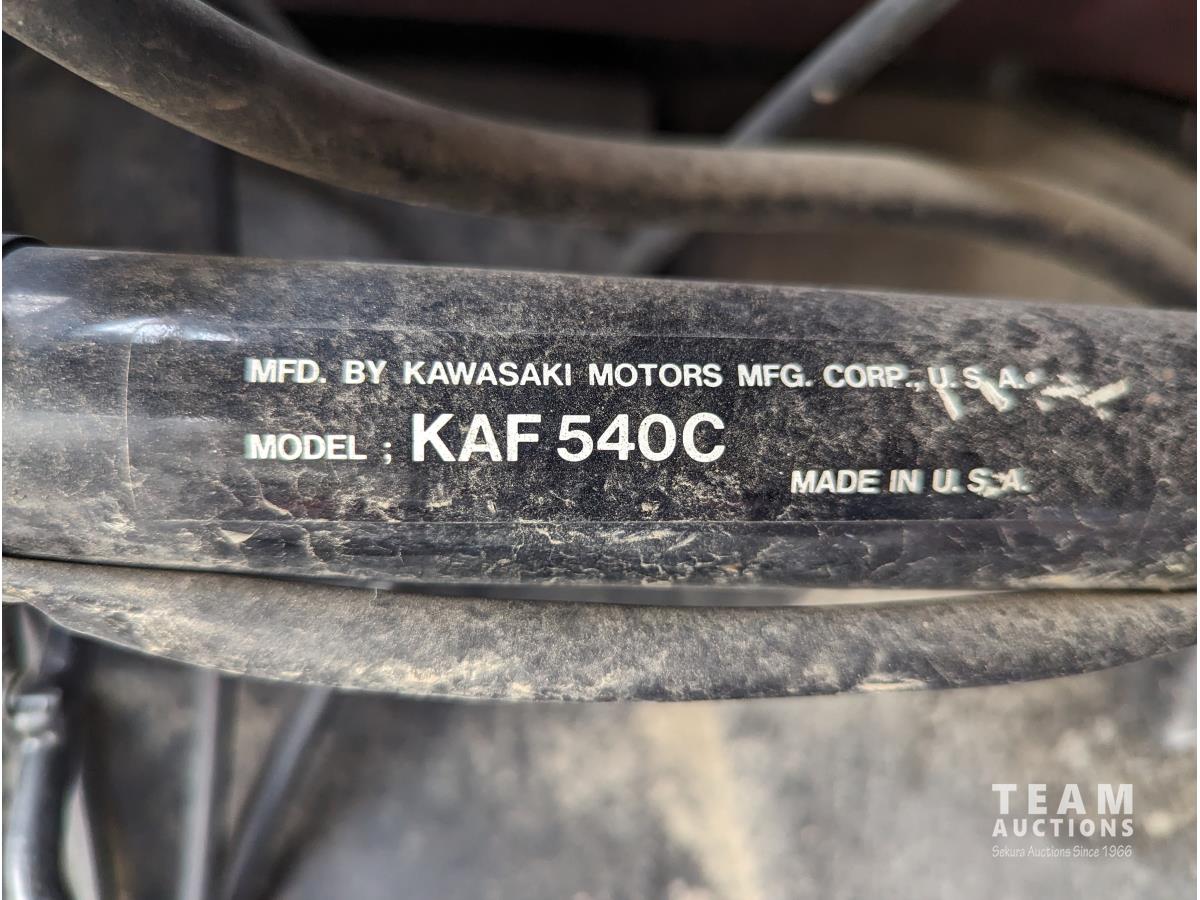 MFD. BY KAWASAKI MOTORS MFG. CORP., U.S.A.
MODEL ; KAF 540C
MADE IN U.S.A.
TEAM
AUCTIONS
Sekura Auctions Since 1966